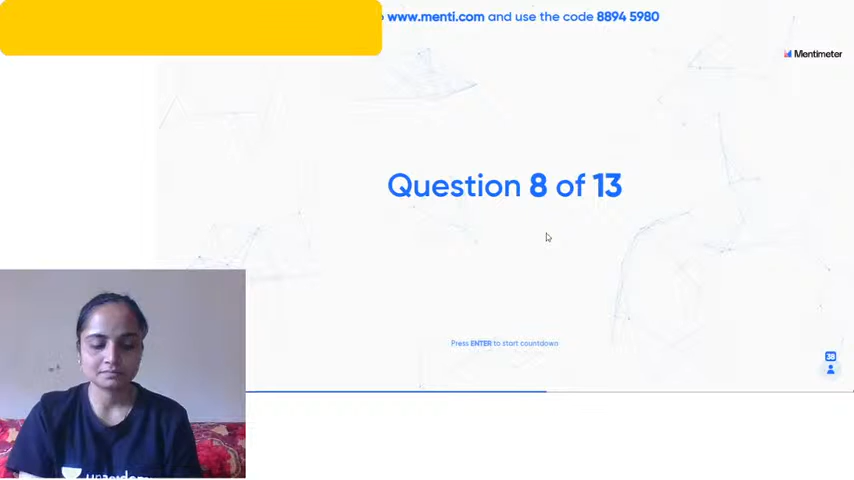 www.menti.com and use the code 8894 5980
Mentimeter
Question 8 of 13
Press ENTER to start countdown
38